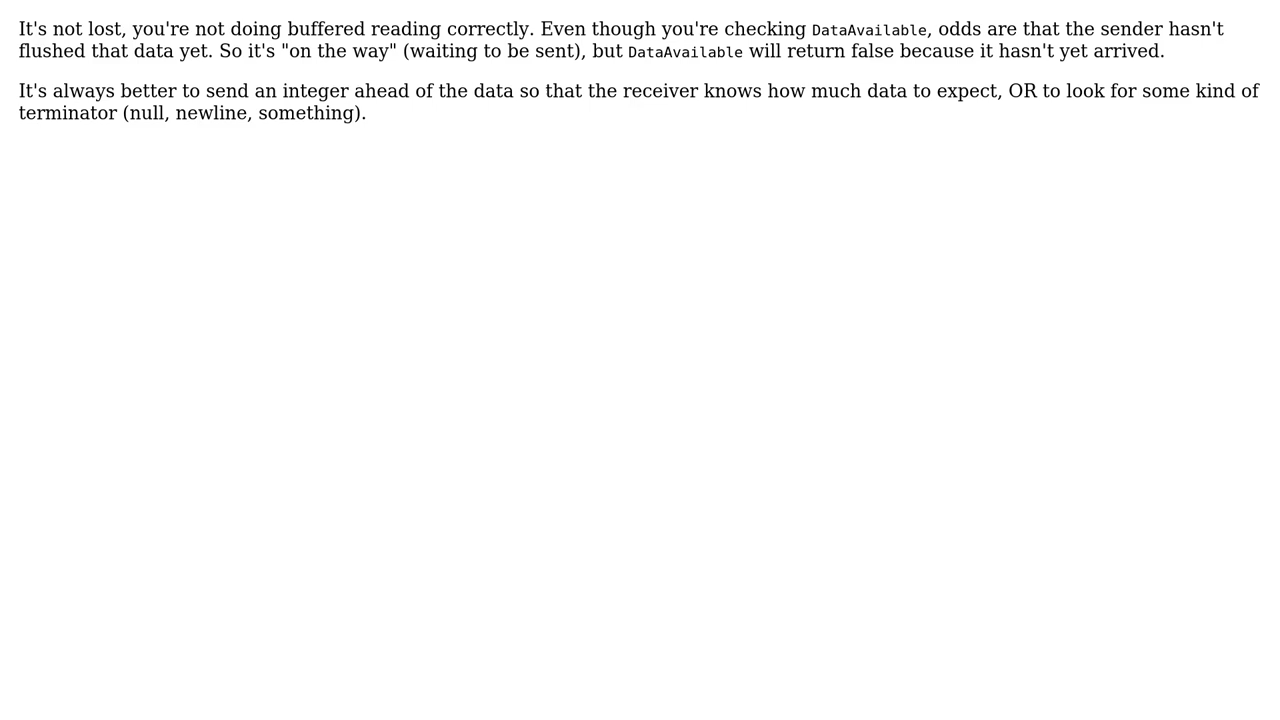 It's not lost, you're not doing buffered reading correctly. Even though you're checking DataAvailable, odds are that the sender hasn't
flushed that data yet. So it's "on the way" (waiting to be sent), but DataAvailable will return false because it hasn't yet arrived.
It's always better to send an integer ahead of the data so that the receiver knows how much data to expect, OR to look for some kind of
terminator (null, newline, something).